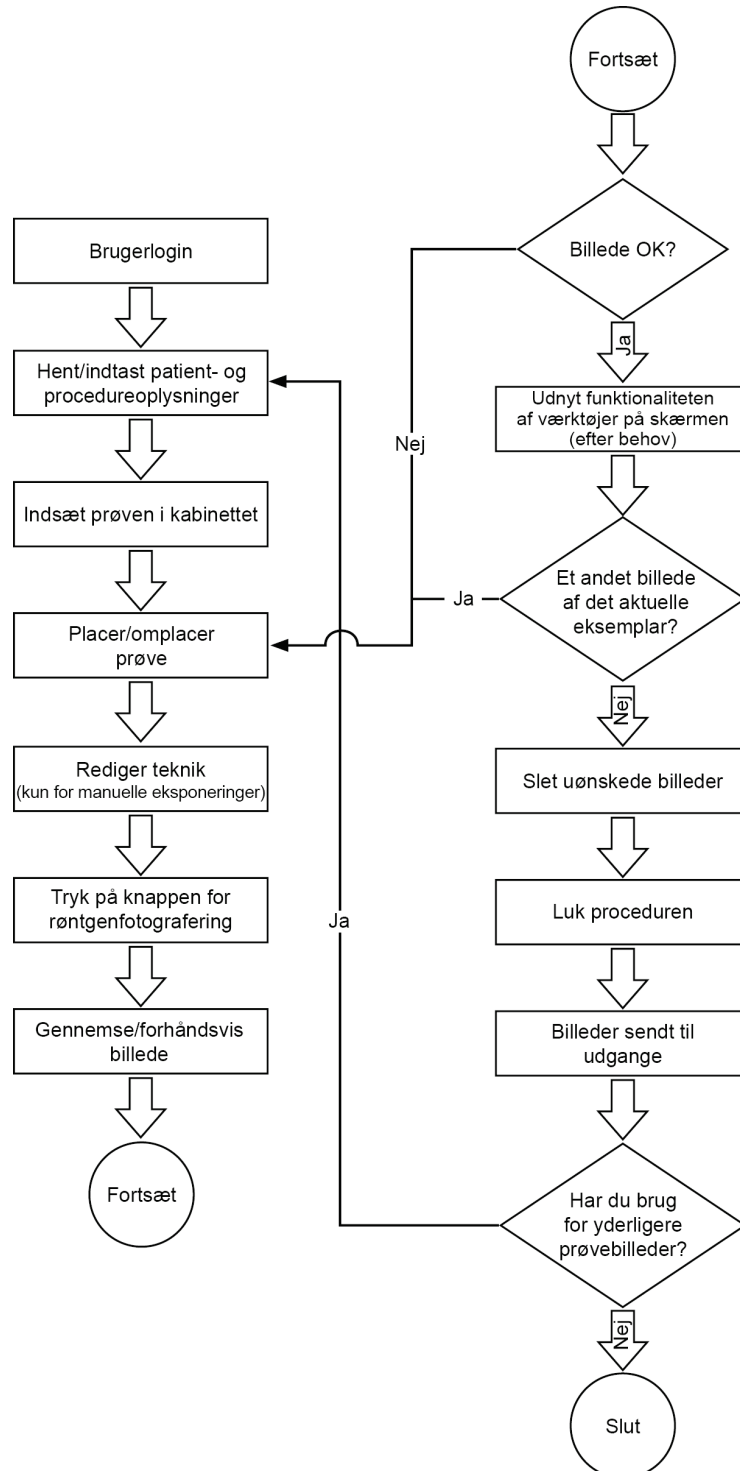 Brugerlogin
Hent/indtast patient- og
procedureoplysninger
Indsæt prøven i kabinettet
Placer/omplacer
prøve
Rediger teknik
(kun for manuelle eksponeringer)
Tryk på knappen for
røntgenfotografering
Gennemse/forhåndsvis
billede
Fortsæt
Fortsæt
Billede OK?
Nej
Ja
Udnyt funktionaliteten
af værktøjer på skærmen
(efter behov)
Et andet billede
af det aktuelle
eksemplar?
Ja
Nej
Slet uønskede billeder
Luk proceduren
Billeder sendt til
udgange
Har du brug
for yderligere
prøvebilleder?
Ja
Nej
Slut